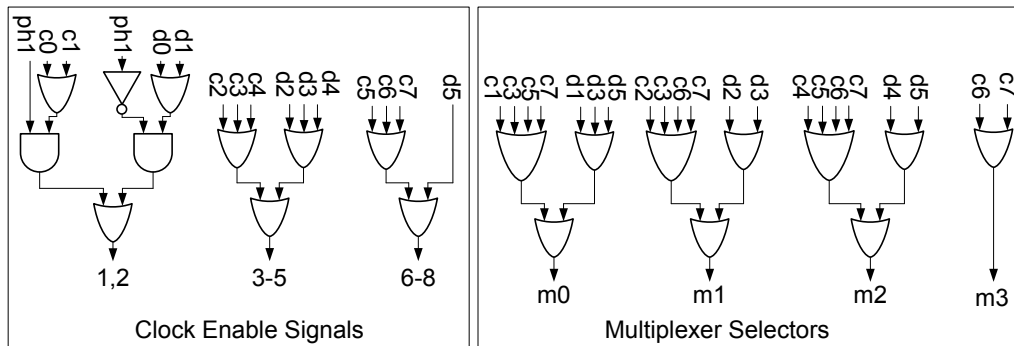 ph1 c0 c1 ph1 d0 d1
c2 c3 c4 d2 d3 d4
c5 c6 c7 d5
1,2 3-5 6-8
Clock Enable Signals
c1 c3 c5 c7 d1 d3 d5
c2 c3 c6 c7 d2 d3
c4 c5 c6 c7 d4 d5
c6 c7
m0 m1 m2 m3
Multiplexer Selectors